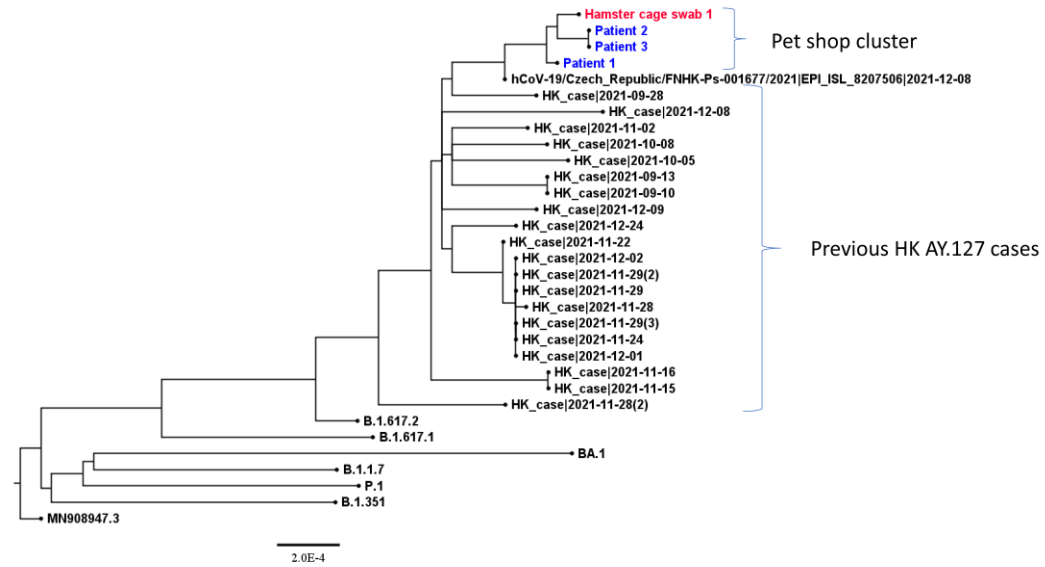 Hamster cage swab 1
Patient 2
Patient 3
Patient 1
Pet shop cluster
hCoV-19/Czech_Republic/FNHK-Ps-001677/2021|EPI_ISL_8207506|2021-12-08
HK_case|2021-09-28
HK_case|2021-12-08
HK_case|2021-11-02
HK_case|2021-10-08
HK_case|2021-10-05
HK_case|2021-09-13
HK_case|2021-09-10
HK_case|2021-12-09
HK_case|2021-12-24
HK_case|2021-11-22
Previous HK AY.127 cases
HK_case|2021-12-02
HK_case|2021-11-29(2)
HK_case|2021-11-29
HK_case|2021-11-28
HK_case|2021-11-29(3)
HK_case|2021-11-24
HK_case|2021-12-01
HK_case|2021-11-16
HK_case|2021-11-15
HK_case|2021-11-28(2)
B.1.617.2
B.1.617.1
BA.1
B.1.1.7
P.1
B.1.351
MN908947.3
2.0E-4